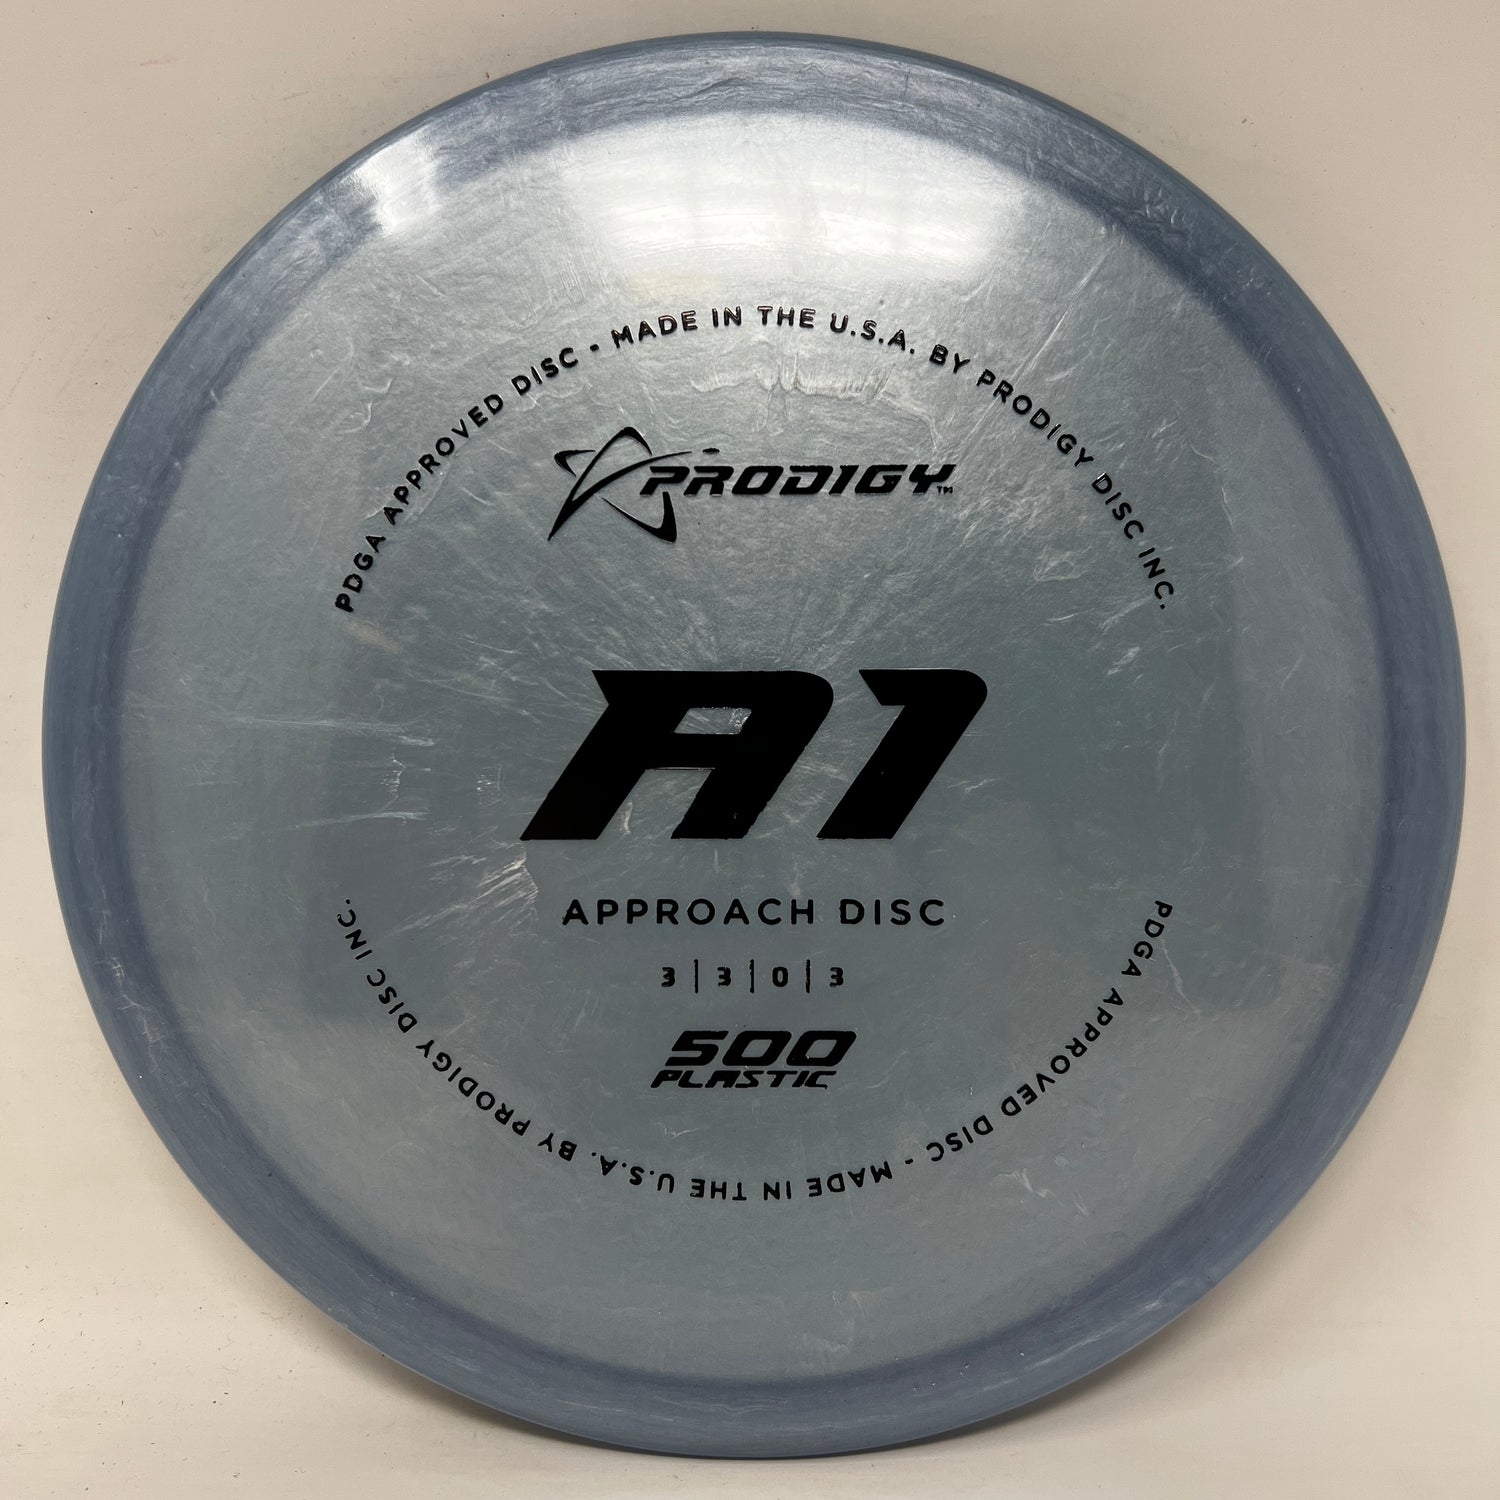 PDGA APPROVED DISC - MADE IN THE U.S.A. BY PRODIGY DISC INC.
PRODIGY™
A1
APPROACH DISC
3 | 3 | 0 | 3
500
PLASTIC
PDGA APPROVED DISC - MADE IN THE U.S.A. BY PRODIGY DISC INC.